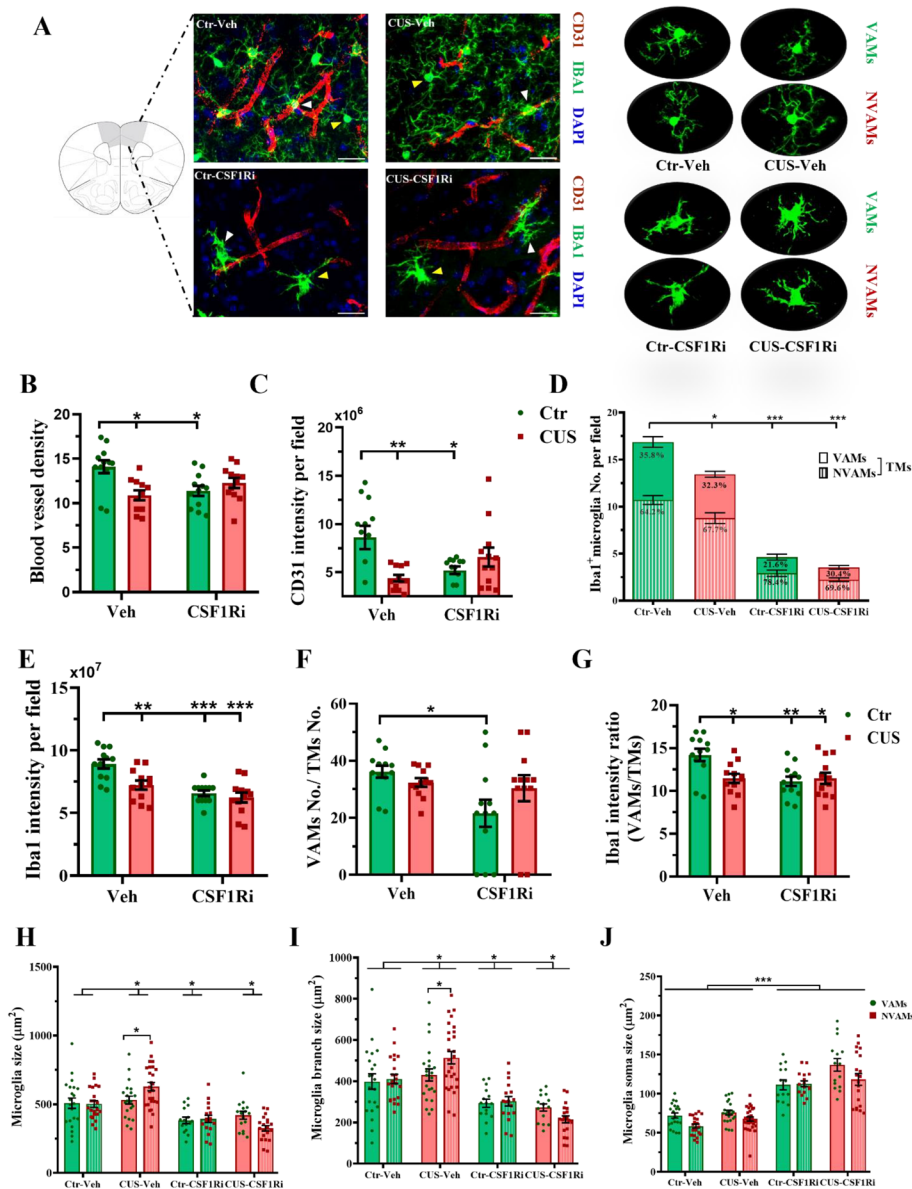 A
Ctr-Veh
CUS-Veh
CD31 IBA1 DAPI
VAMs
NVAMs
Ctr-Veh
CUS-Veh
Ctr-CSF1Ri
CUS-CSF1Ri
CD31 IBA1 DAPI
VAMs
NVAMs
Ctr-CSF1Ri
CUS-CSF1Ri
B
Blood vessel density
20
15
10
5
0
*
*
Veh
CSF1Ri
C
x10⁶
CD31 intensity per field
20
15
10
5
0
**
*
Veh
CSF1Ri
Ctr
CUS
D
Iba1⁺microglia No. per field
20
15
10
5
0
*
***
***
VAMs
NVAMs
TMs
35.8%
64.2%
32.3%
67.7%
21.6%
78.4%
30.4%
69.6%
Ctr-Veh
CUS-Veh
Ctr-CSF1Ri
CUS-CSF1Ri
E
x10⁷
Iba1 intensity per field
15
10
5
0
**
***
***
Veh
CSF1Ri
F
VAMs No./ TMs No.
60
40
20
0
*
Veh
CSF1Ri
G
Iba1 intensity ratio
(VAMs/TMs)
20
15
10
5
0
*
**
*
Veh
CSF1Ri
Ctr
CUS
H
Microglia size (μm²)
1500
1000
500
0
*
*
*
*
Ctr-Veh
CUS-Veh
Ctr-CSF1Ri
CUS-CSF1Ri
I
Microglia branch size (μm²)
1000
800
600
400
200
0
*
*
*
*
Ctr-Veh
CUS-Veh
Ctr-CSF1Ri
CUS-CSF1Ri
J
Microglia soma size (μm²)
250
200
150
100
50
0
***
VAMs
NVAMs
Ctr-Veh
CUS-Veh
Ctr-CSF1Ri
CUS-CSF1Ri